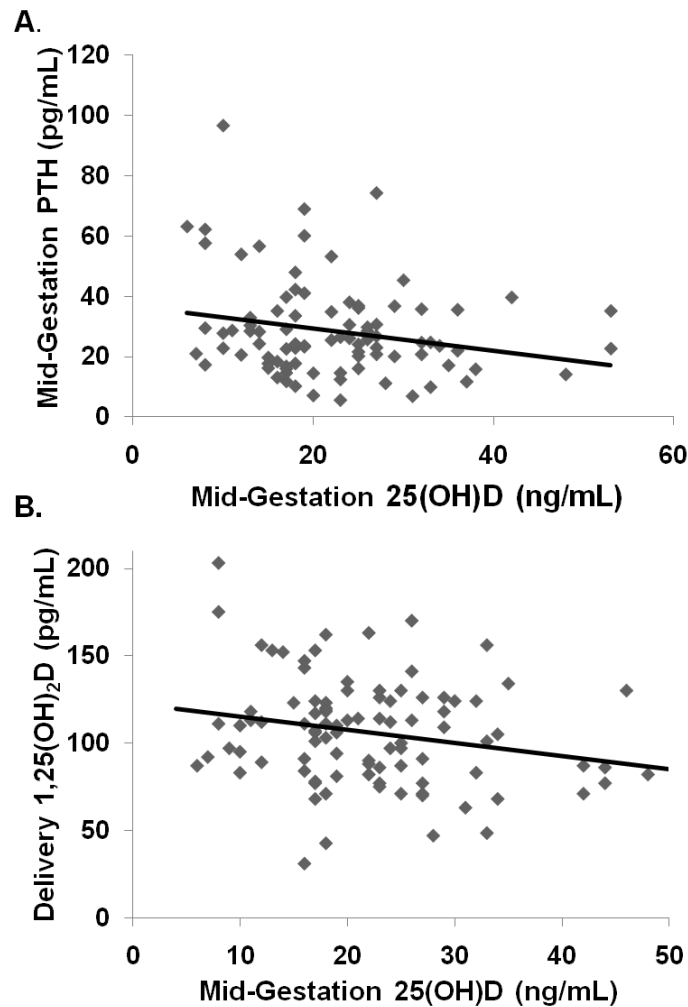 A.
Mid-Gestation PTH (pg/mL)
120
100
80
60
40
20
0
0 20 40 60
Mid-Gestation 25(OH)D (ng/mL)
B.
Delivery 1,25(OH)₂D (pg/mL)
200
150
100
50
0
10 20 30 40 50
Mid-Gestation 25(OH)D (ng/mL)